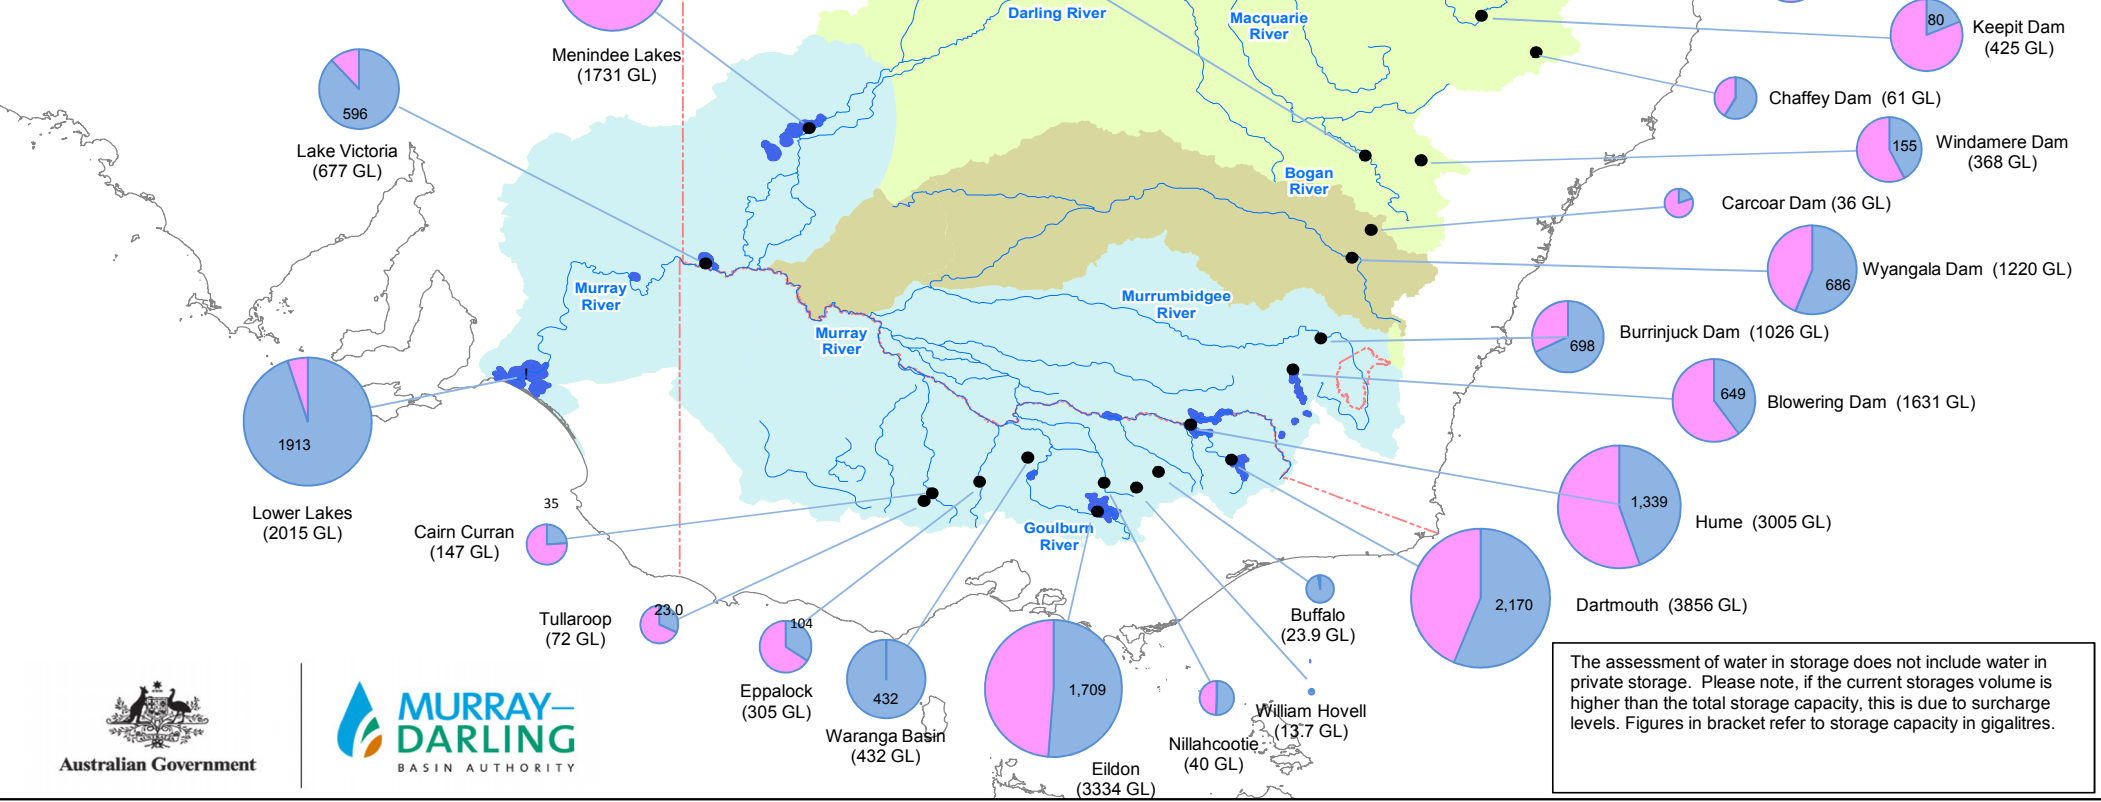 Darling River
Macquarie
River
80
Keepit Dam
(425 GL)
Menindee Lakes
(1731 GL)
Chaffey Dam (61 GL)
596
Lake Victoria
(677 GL)
155
Windamere Dam
(368 GL)
Bogan
River
Carcoar Dam (36 GL)
Wyangala Dam (1220 GL)
686
Murray
River
Murrumbidgee
River
Murray
River
Burrinjuck Dam (1026 GL)
698
649
Blowering Dam (1631 GL)
1913
Lower Lakes
(2015 GL)
35
Cairn Curran
(147 GL)
Goulburn
River
1,339
Hume (3005 GL)
2,170
Dartmouth (3856 GL)
Tullaroop
(72 GL)
23.0
104
Eppalock
(305 GL)
432
Waranga Basin
(432 GL)
1,709
Eildon
(3334 GL)
Nillahcootie
(40 GL)
William Hovell
(13.7 GL)
Buffalo
(23.9 GL)
The assessment of water in storage does not include water in
private storage. Please note, if the current storages volume is
higher than the total storage capacity, this is due to surcharge
levels. Figures in bracket refer to storage capacity in gigalitres.
Australian Government
MURRAY–
DARLING
BASIN AUTHORITY